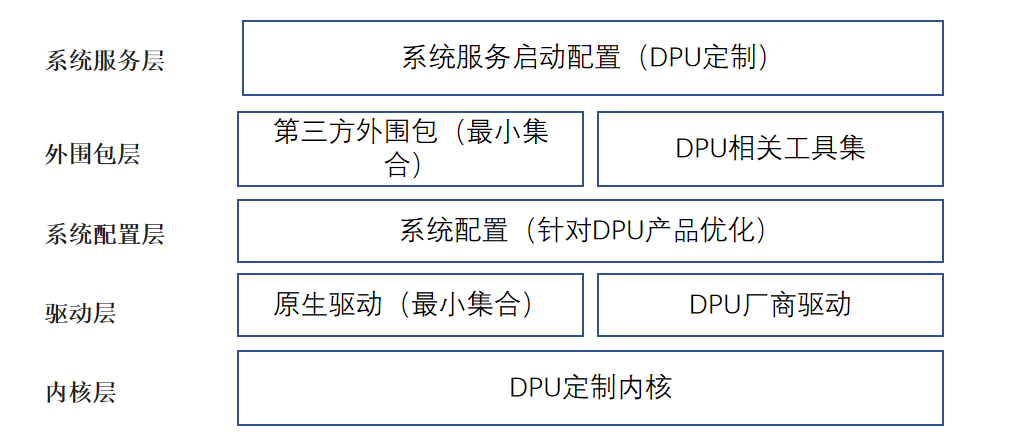 系统服务层
系统服务启动配置（DPU定制）
外围包层
第三方外围包（最小集
合）
DPU相关工具集
系统配置层
系统配置（针对DPU产品优化）
驱动层
原生驱动（最小集合）
DPU厂商驱动
内核层
DPU定制内核